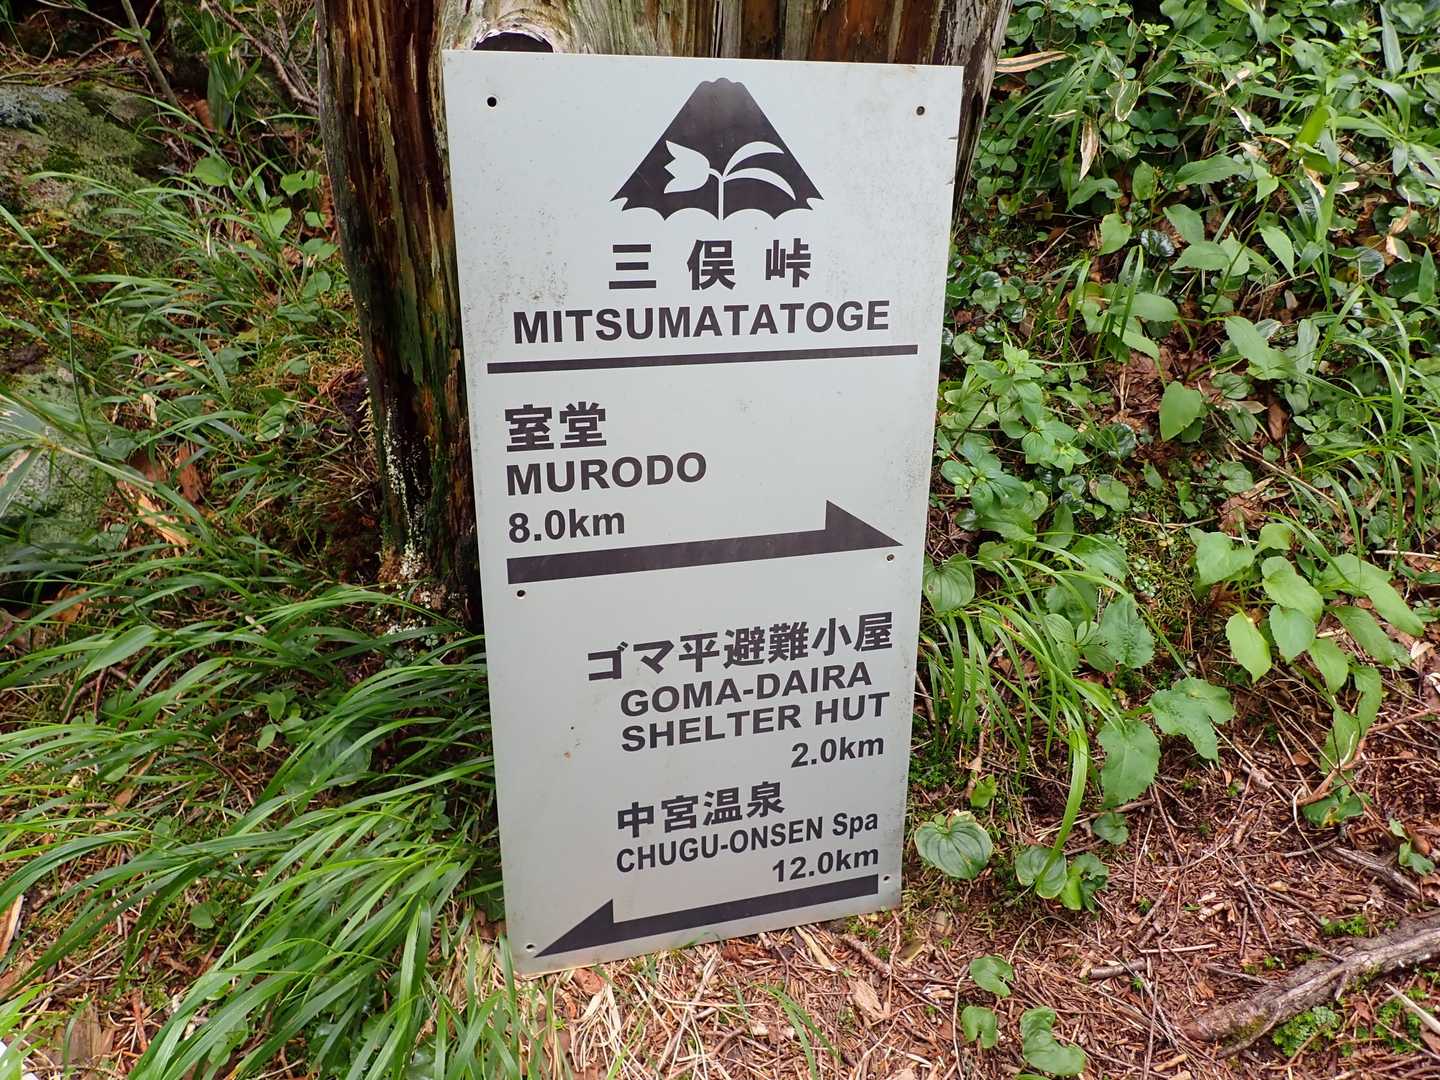 三俣峠
MITSUMATATOGE
室堂
MURODO
8.0km
ゴマ平避難小屋
GOMA-DAIRA
SHELTER HUT
2.0km
中宮温泉
CHUGU-ONSEN Spa
12.0km